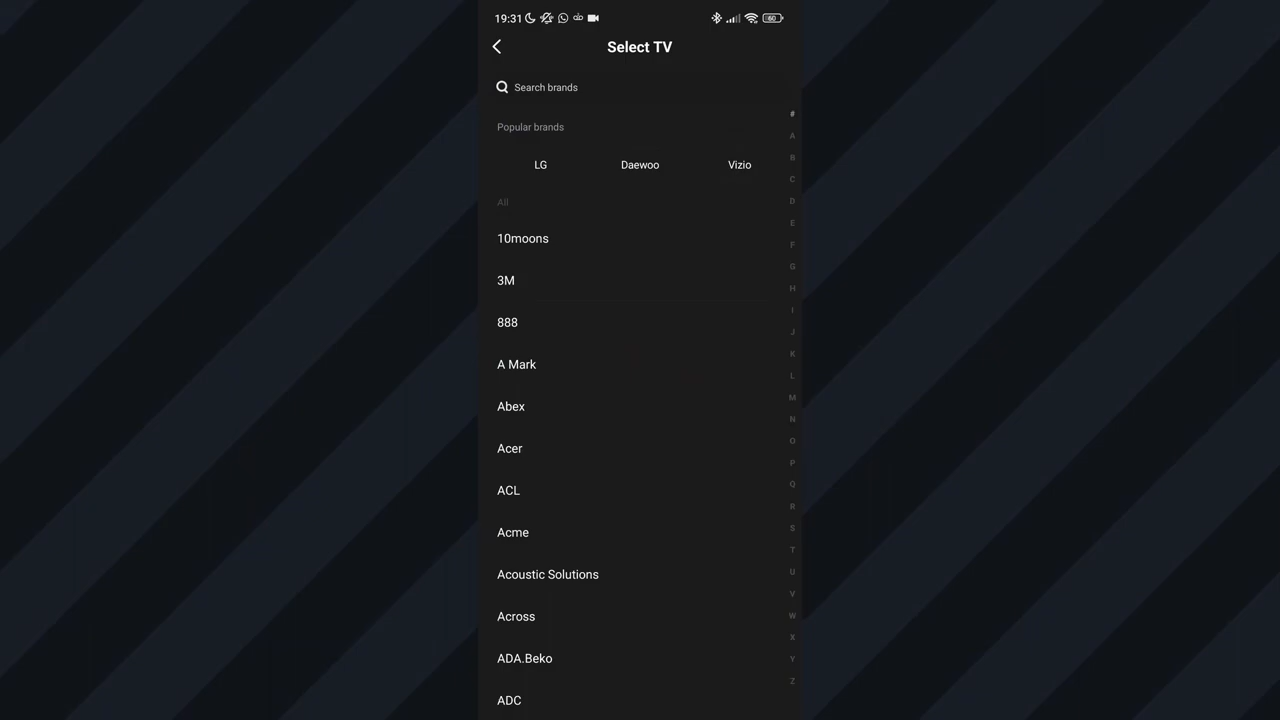 19:31 60
Select TV
Search brands
Popular brands
LG Daewoo Vizio
All
10moons
3M
888
A Mark
Abex
Acer
ACL
Acme
Acoustic Solutions
Across
ADA.Beko
ADC
#
A
B
C
D
E
F
G
H
I
J
K
L
M
N
O
P
Q
R
S
T
U
V
W
X
Y
Z